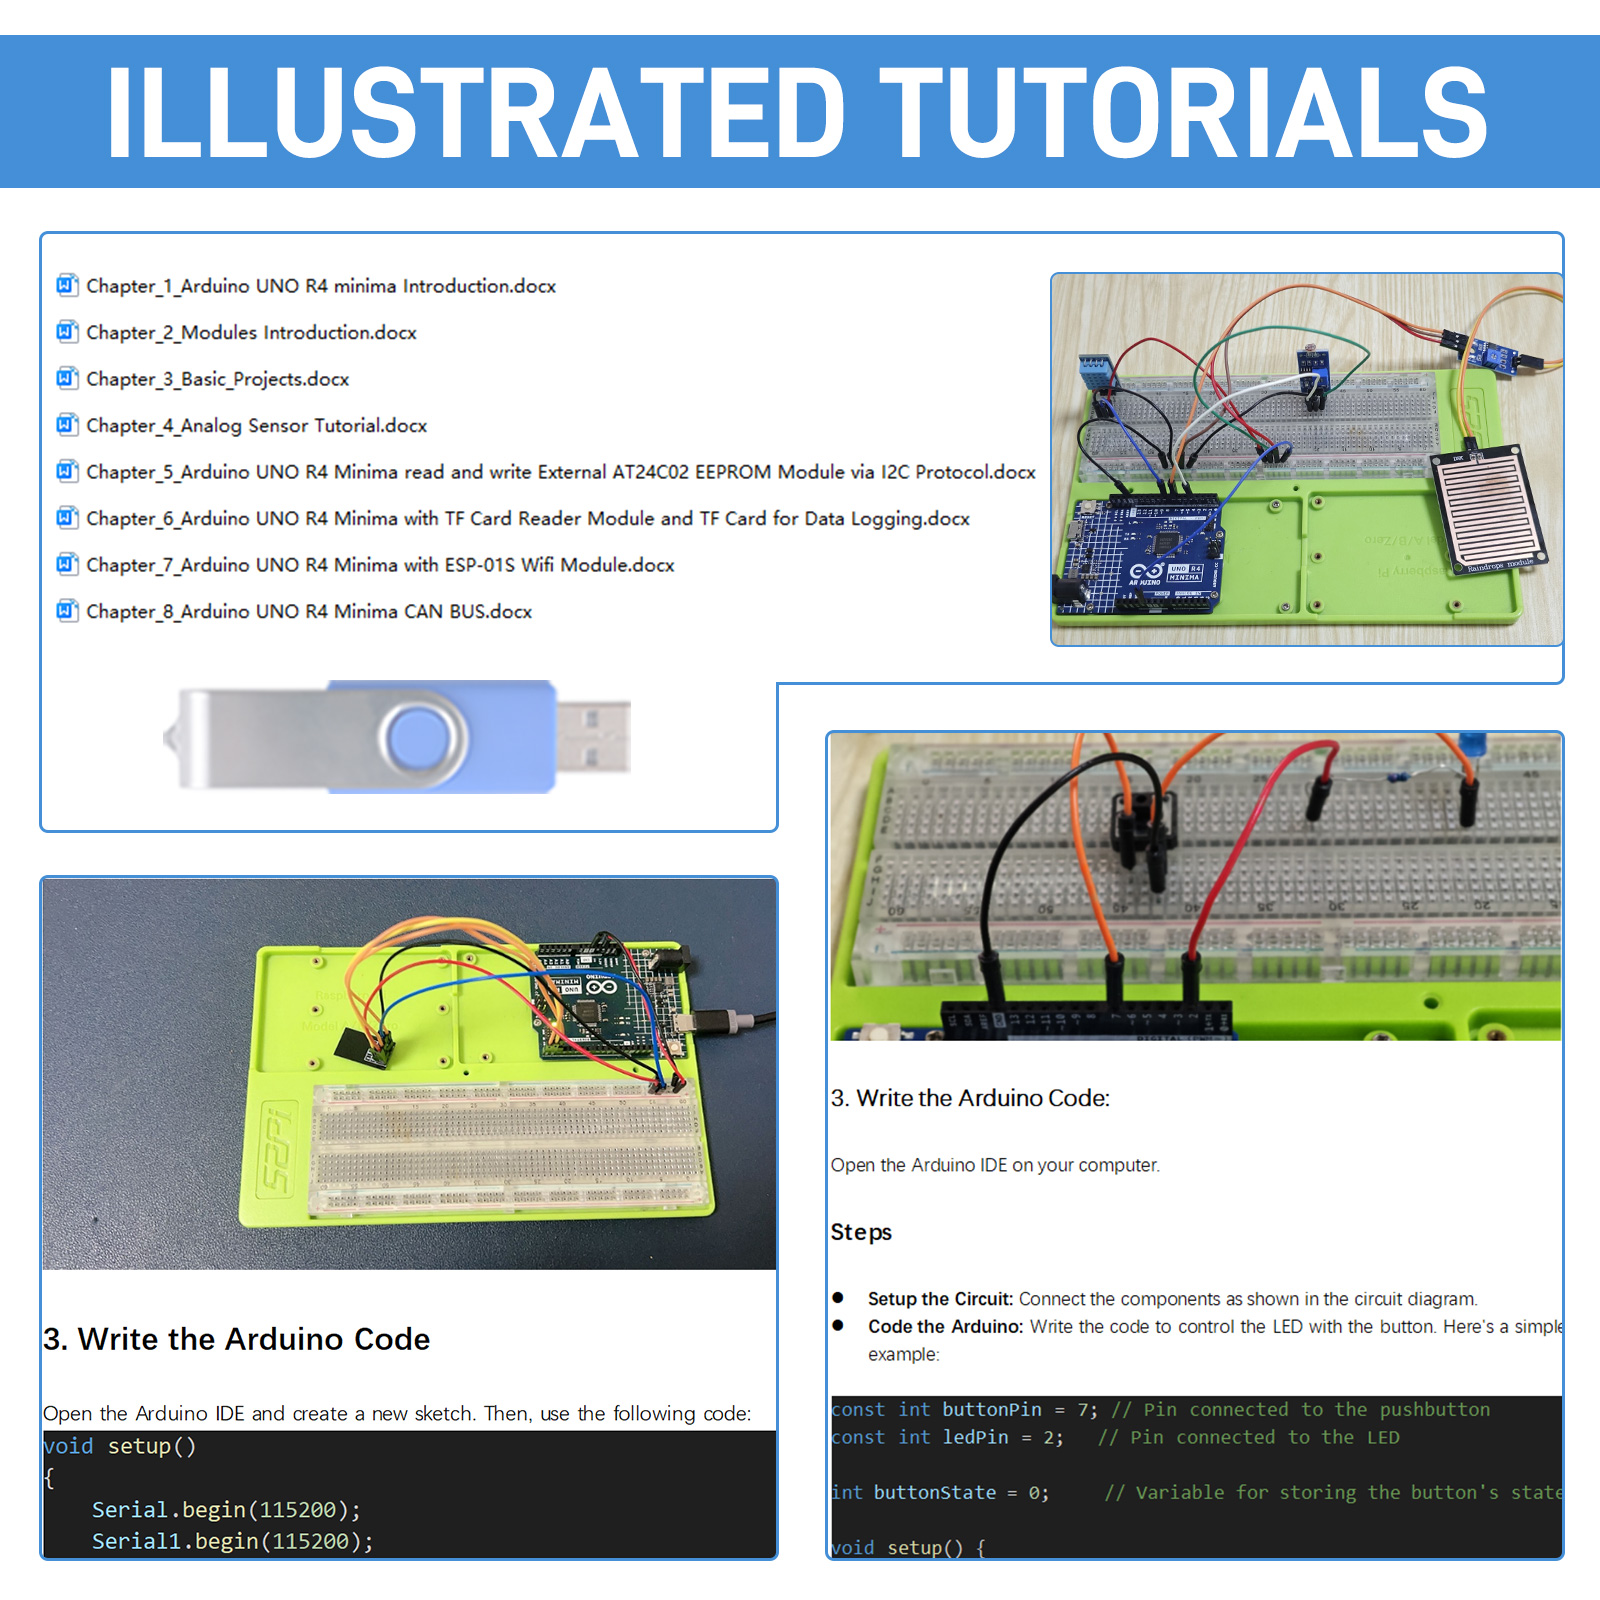 ILLUSTRATED TUTORIALS
Chapter_1_Arduino UNO R4 minima Introduction.docx
Chapter_2_Modules Introduction.docx
Chapter_3_Basic_Projects.docx
Chapter_4_Analog Sensor Tutorial.docx
Chapter_5_Arduino UNO R4 Minima read and write External AT24C02 EEPROM Module via I2C Protocol.docx
Chapter_6_Arduino UNO R4 Minima with TF Card Reader Module and TF Card for Data Logging.docx
Chapter_7_Arduino UNO R4 Minima with ESP-01S Wifi Module.docx
Chapter_8_Arduino UNO R4 Minima CAN BUS.docx
UNO R4
MINIMA
ARDUINO
Raindrops module
52Pi
3. Write the Arduino Code
Open the Arduino IDE and create a new sketch. Then, use the following code:
void setup()
{
Serial.begin(115200);
Serial1.begin(115200);
3. Write the Arduino Code:
Open the Arduino IDE on your computer.
Steps
● Setup the Circuit: Connect the components as shown in the circuit diagram.
● Code the Arduino: Write the code to control the LED with the button. Here's a simple
example:
const int buttonPin = 7; // Pin connected to the pushbutton
const int ledPin = 2; // Pin connected to the LED
int buttonState = 0; // Variable for storing the button's state
void setup() {